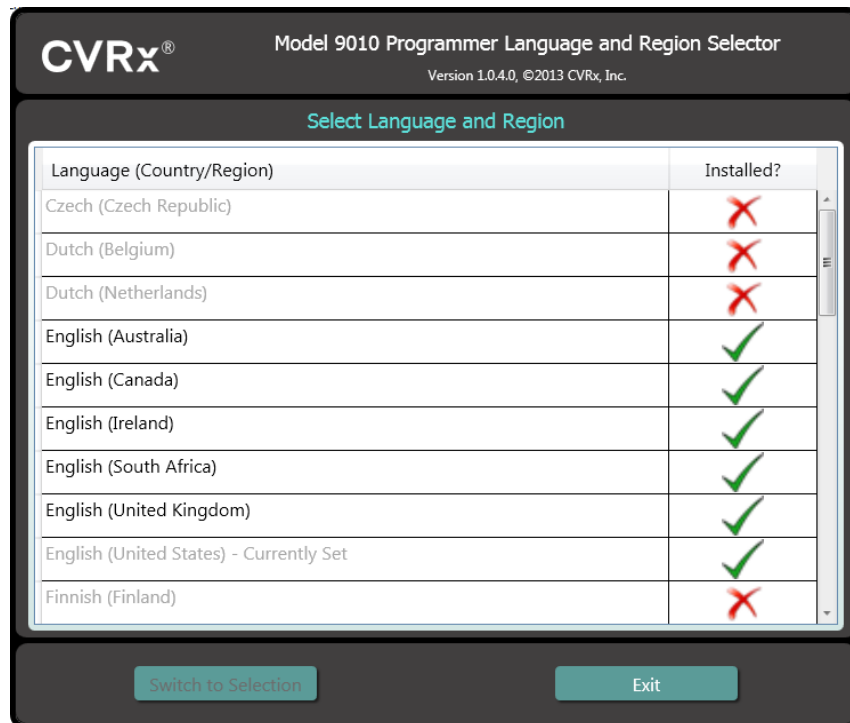 CVRx®
Model 9010 Programmer Language and Region Selector
Version 1.0.4.0, ©2013 CVRx, Inc.
Select Language and Region
Language (Country/Region) Installed?
Czech (Czech Republic)
Dutch (Belgium)
Dutch (Netherlands)
English (Australia)
English (Canada)
English (Ireland)
English (South Africa)
English (United Kingdom)
English (United States) - Currently Set
Finnish (Finland)
Switch to Selection Exit